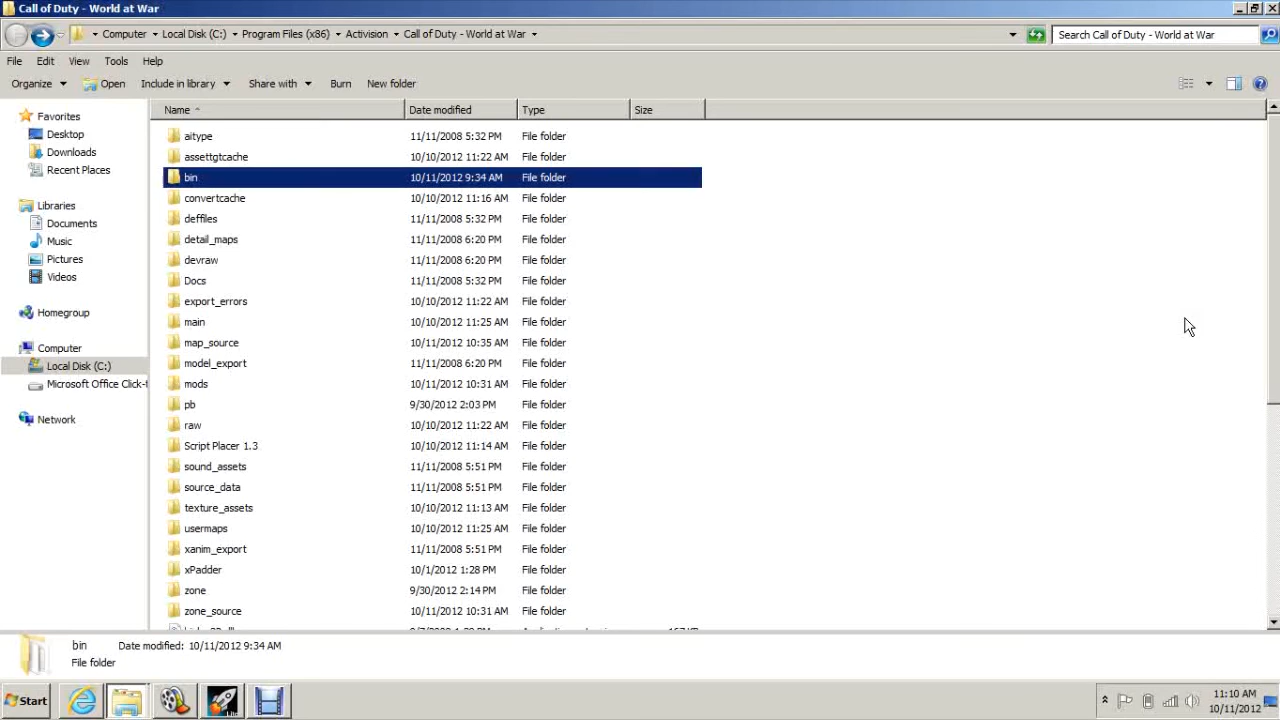 Call of Duty - World at War
Computer Local Disk (C:) Program Files (x86) Activision Call of Duty - World at War Search Call of Duty - World at War
File Edit View Tools Help
Organize Open Include in library Share with Burn New folder
Name Date modified Type Size
Favorites
Desktop
Downloads
Recent Places
Libraries
Documents
Music
Pictures
Videos
Homegroup
Computer
Local Disk (C:)
Microsoft Office Click-t
Network
aitype 11/11/2008 5:32 PM File folder
assettgtcache 10/10/2012 11:22 AM File folder
bin 10/11/2012 9:34 AM File folder
convertcache 10/10/2012 11:16 AM File folder
deffiles 11/11/2008 5:32 PM File folder
detail_maps 11/11/2008 6:20 PM File folder
devraw 11/11/2008 6:20 PM File folder
Docs 11/11/2008 5:32 PM File folder
export_errors 10/10/2012 11:22 AM File folder
main 10/10/2012 11:25 AM File folder
map_source 10/10/2012 10:35 AM File folder
model_export 11/11/2008 6:20 PM File folder
mods 10/11/2012 10:31 AM File folder
pb 9/30/2012 2:03 PM File folder
raw 10/10/2012 11:22 AM File folder
Script Placer 1.3 10/10/2012 11:14 AM File folder
sound_assets 11/11/2008 5:51 PM File folder
source_data 11/11/2008 5:51 PM File folder
texture_assets 10/10/2012 11:13 AM File folder
usermaps 10/10/2012 11:25 AM File folder
xanim_export 11/11/2008 5:51 PM File folder
xPadder 10/1/2012 1:28 PM File folder
zone 9/30/2012 2:14 PM File folder
zone_source 10/11/2012 10:31 AM File folder
bin Date modified: 10/11/2012 9:34 AM
File folder
Start
11:10 AM
10/11/2012